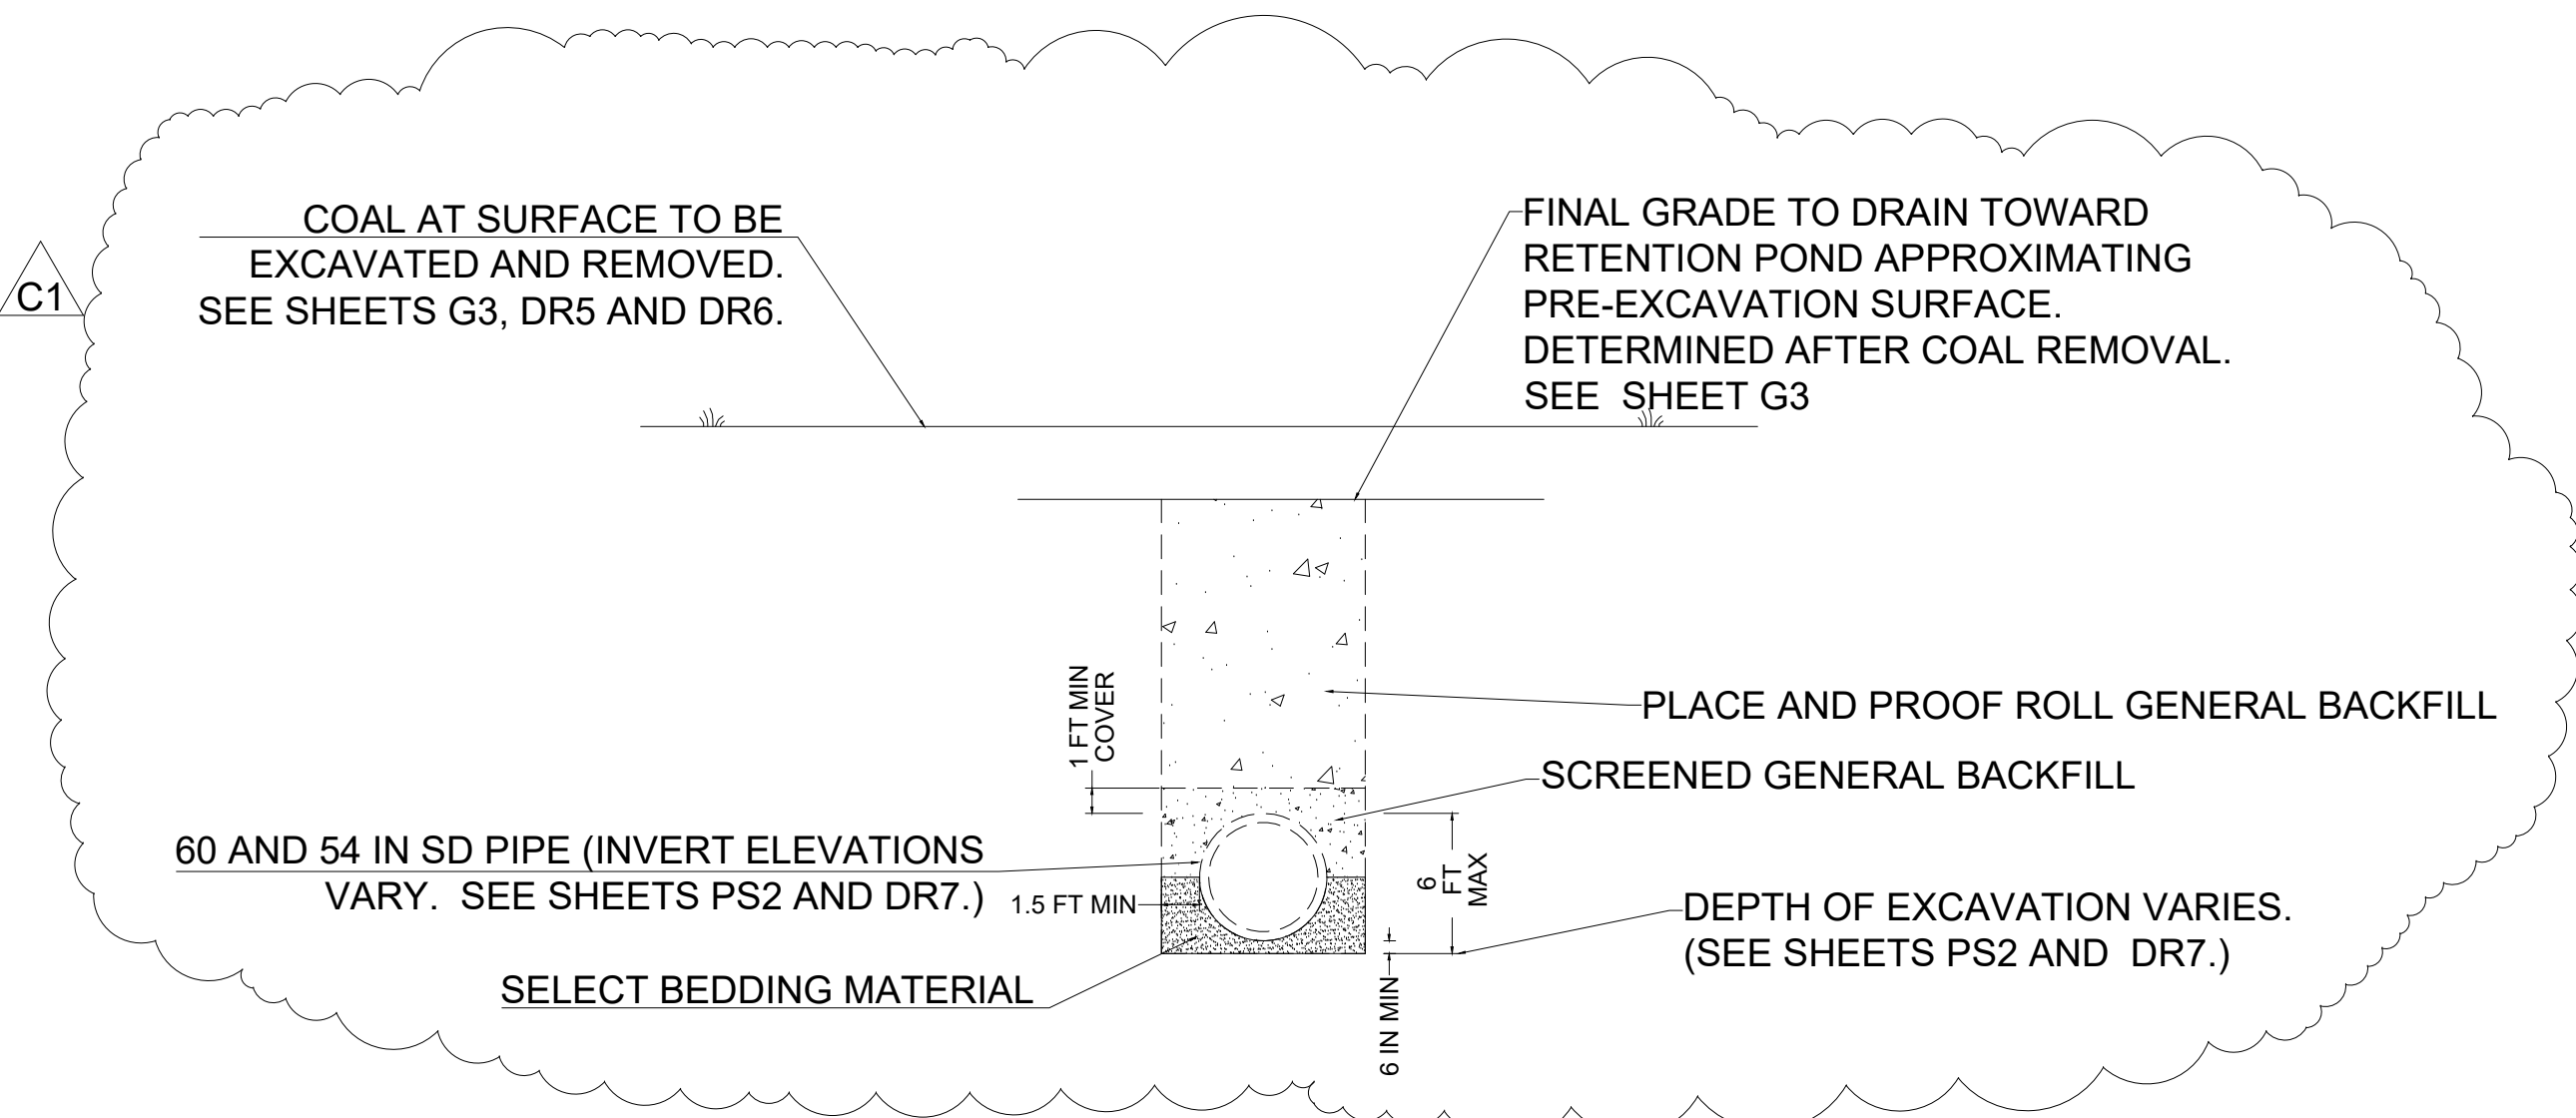 COAL AT SURFACE TO BE
EXCAVATED AND REMOVED.
SEE SHEETS G3, DR5 AND DR6.
C1
FINAL GRADE TO DRAIN TOWARD
RETENTION POND APPROXIMATING
PRE-EXCAVATION SURFACE.
DETERMINED AFTER COAL REMOVAL.
SEE SHEET G3
1 FT MIN
COVER
PLACE AND PROOF ROLL GENERAL BACKFILL
SCREENED GENERAL BACKFILL
60 AND 54 IN SD PIPE (INVERT ELEVATIONS
VARY. SEE SHEETS PS2 AND DR7.)
1.5 FT MIN
6
FT
MAX
DEPTH OF EXCAVATION VARIES.
(SEE SHEETS PS2 AND DR7.)
SELECT BEDDING MATERIAL
6 IN MIN